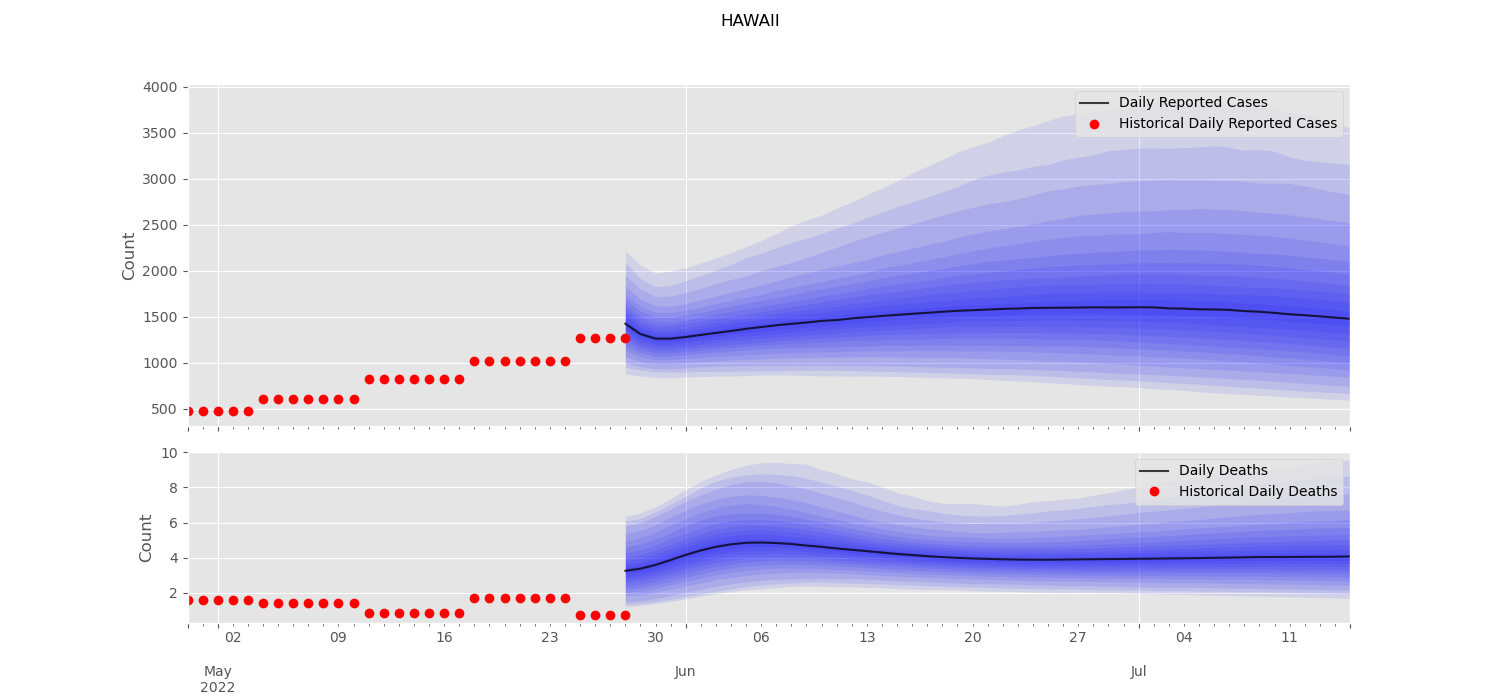 HAWAII
4000
3500
3000
2500
2000
1500
1000
500
Count
Daily Reported Cases
Historical Daily Reported Cases
10
8
6
4
2
Count
Daily Deaths
Historical Daily Deaths
02 09 16 23 30 06 13 20 27 04 11
May Jun Jul
2022